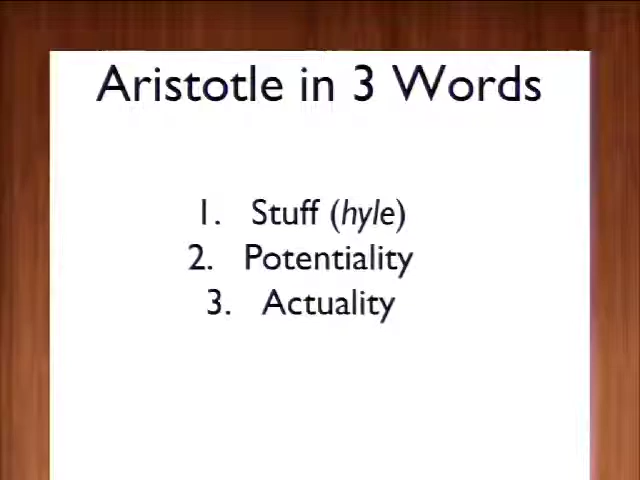 Aristotle in 3 Words
1. Stuff (hyle)
2. Potentiality
3. Actuality